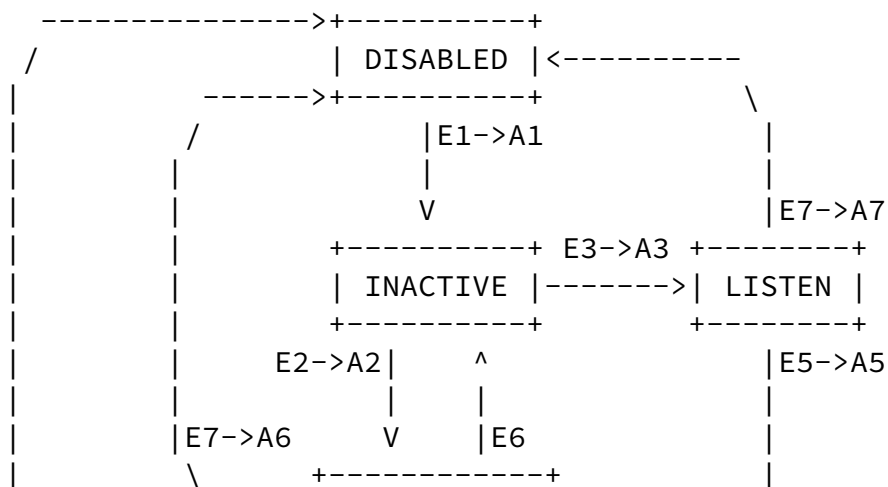 --------------->+----------+
/ | DISABLED |<----------
| ------>+----------+ \
| / |E1->A1 |
| | | |
| | V |E7->A7
| | +----------+ E3->A3 +--------+
| | | INACTIVE |------->| LISTEN |
| | +----------+ +--------+
| | E2->A2| ^ |E5->A5
| | | | |
| |E7->A6 V |E6 |
| \ +------------+ |